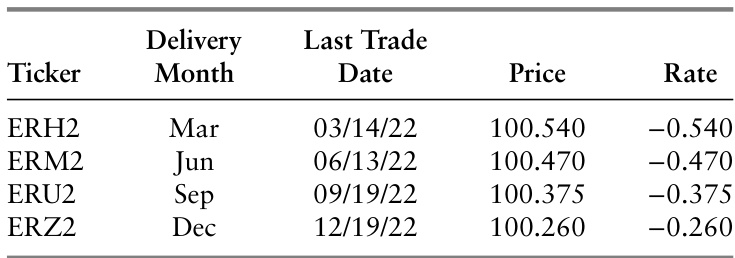 Delivery Last Trade
Ticker Month Date Price Rate
ERH2 Mar 03/14/22 100.540 −0.540
ERM2 Jun 06/13/22 100.470 −0.470
ERU2 Sep 09/19/22 100.375 −0.375
ERZ2 Dec 12/19/22 100.260 −0.260